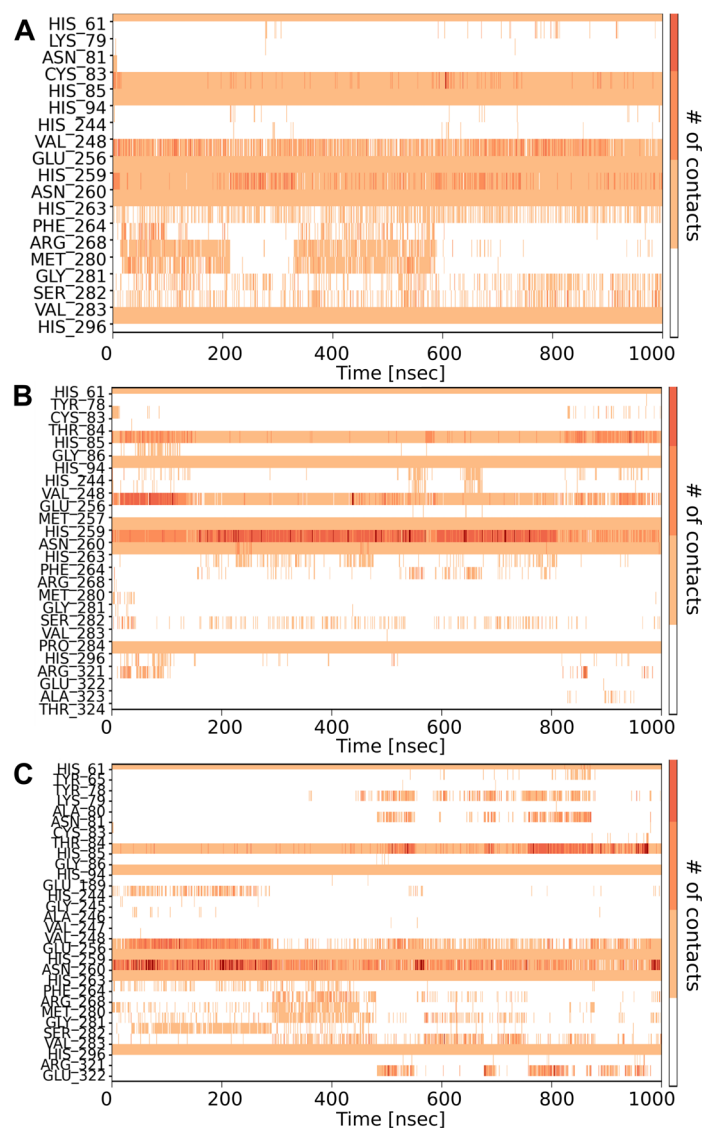 A
HIS_61
LYS_79
ASN_81
CYS_83
HIS_85
HIS_94
HIS_244
VAL_248
GLU_256
HIS_259
ASN_260
HIS_263
PHE_264
ARG_268
MET_280
GLY_281
SER_282
VAL_283
HIS_296
0 200 400 600 800 1000
Time [nsec]
# of contacts
B
HIS_61
TYR_78
CYS_83
THR_84
HIS_85
GLY_86
HIS_94
HIS_244
VAL_248
GLU_256
MET_257
HIS_259
ASN_260
HIS_263
PHE_264
ARG_268
MET_280
GLY_281
SER_282
VAL_283
PRO_284
HIS_296
ARG_321
GLU_322
ALA_323
THR_324
0 200 400 600 800 1000
Time [nsec]
# of contacts
C
HIS_61
TYR_65
TYR_78
LYS_79
ALA_80
ASN_81
CYS_83
THR_84
HIS_85
GLY_86
HIS_94
GLU_189
HIS_244
GLY_245
ALA_246
VAL_247
VAL_248
GLU_256
HIS_259
ASN_260
HIS_263
PHE_264
ARG_268
MET_280
GLY_281
SER_282
VAL_283
HIS_296
ARG_321
GLU_322
0 200 400 600 800 1000
Time [nsec]
# of contacts